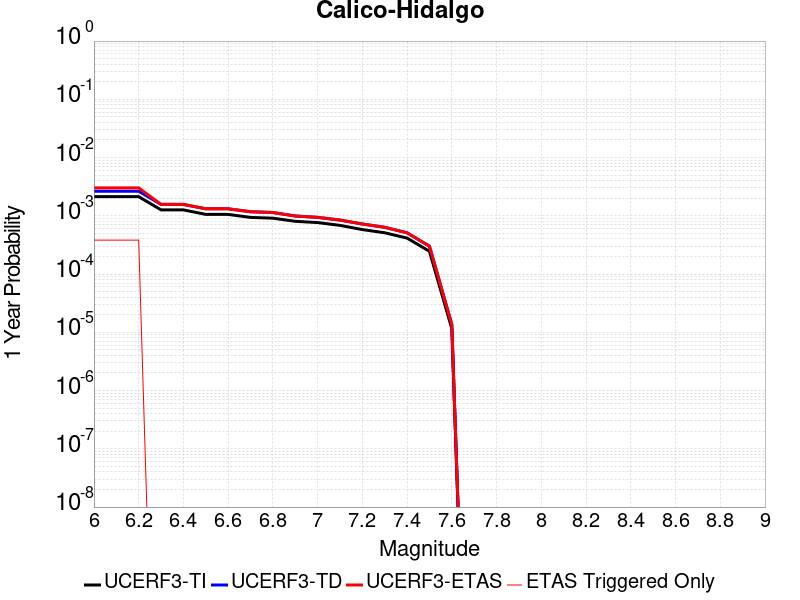 Calico-Hidalgo
10^0
10^-1
10^-2
10^-3
10^-4
10^-5
10^-6
10^-7
10^-8
1 Year Probability
6 6.2 6.4 6.6 6.8 7 7.2 7.4 7.6 7.8 8 8.2 8.4 8.6 8.8 9
Magnitude
UCERF3-TI UCERF3-TD UCERF3-ETAS ETAS Triggered Only